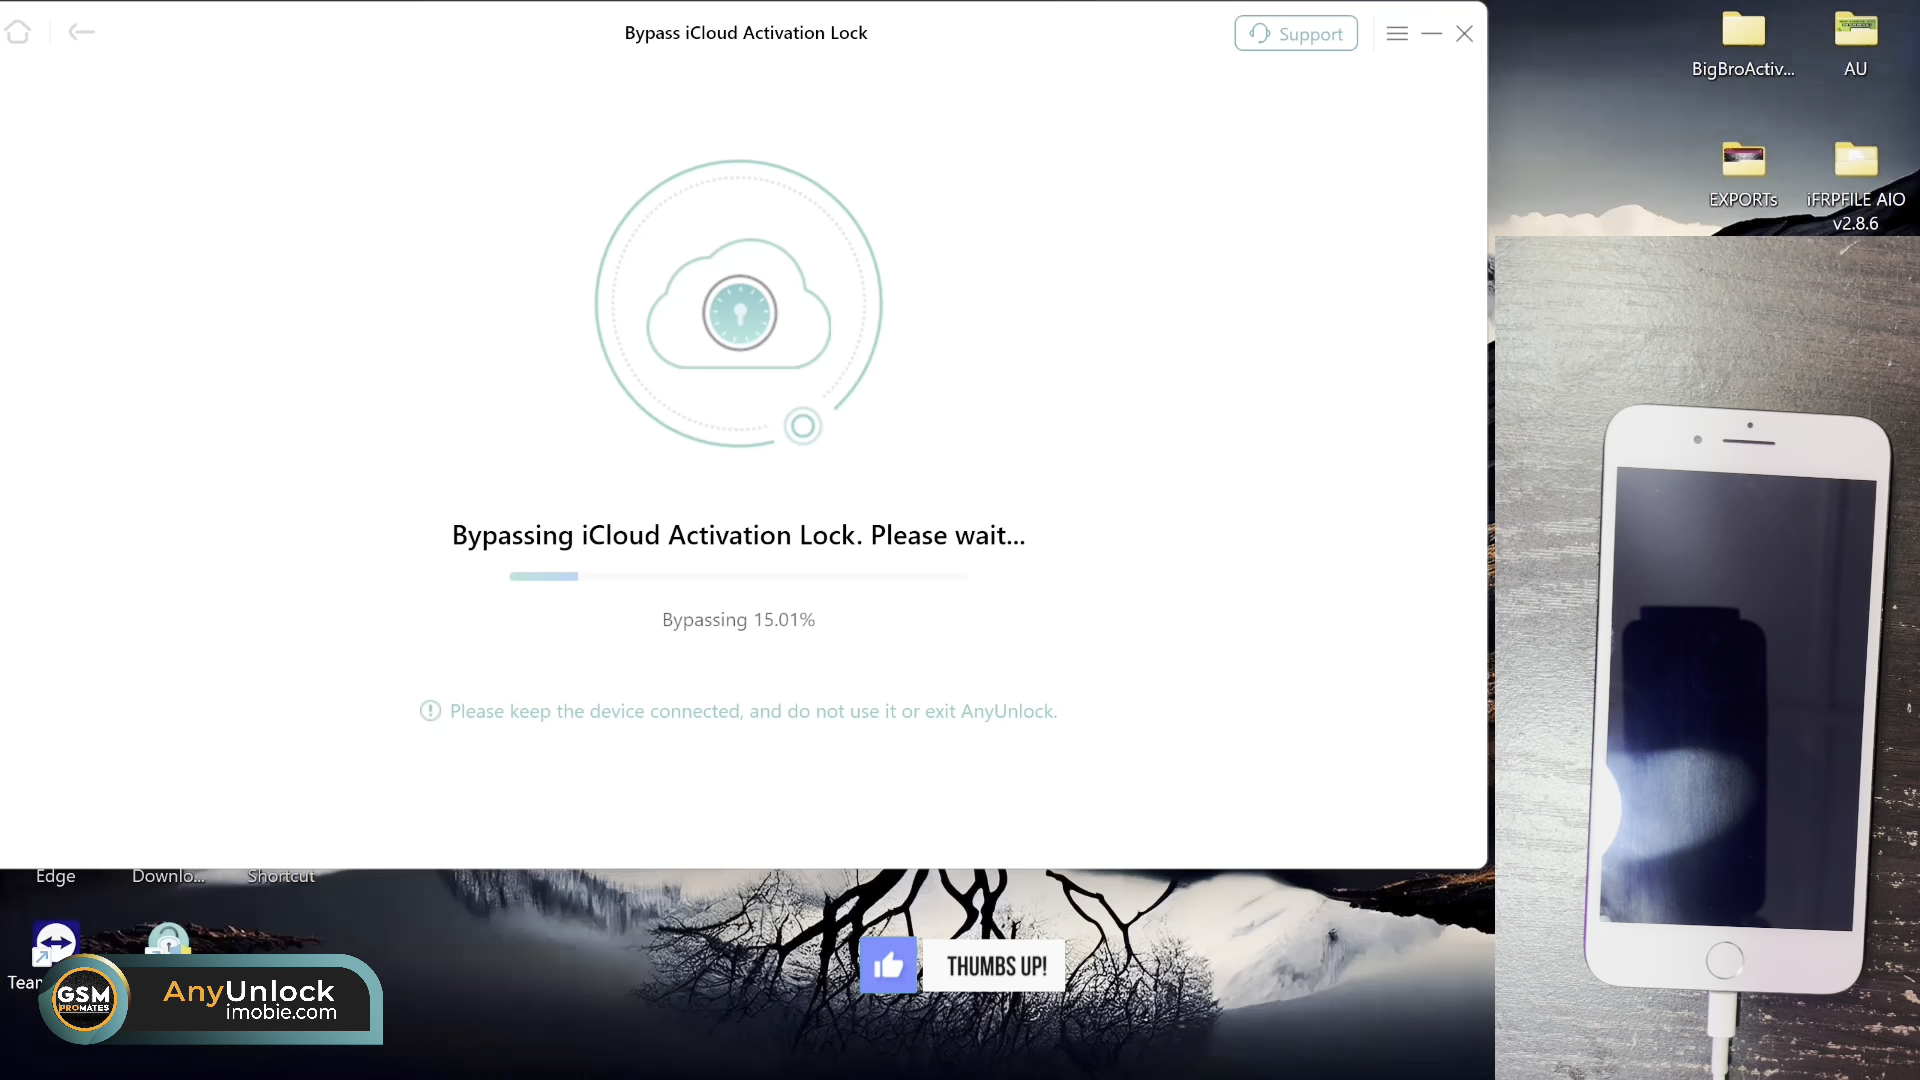 Bypass iCloud Activation Lock
Support
BigBroActiv...
AU
EXPORTs
iFRPFILE AIO
v2.8.6
Bypassing iCloud Activation Lock. Please wait...
Bypassing 15.01%
Please keep the device connected, and do not use it or exit AnyUnlock.
Edge
Downlo...
Shortcut
Tear
GSM
PROMATES
AnyUnlock
imobie.com
THUMBS UP!